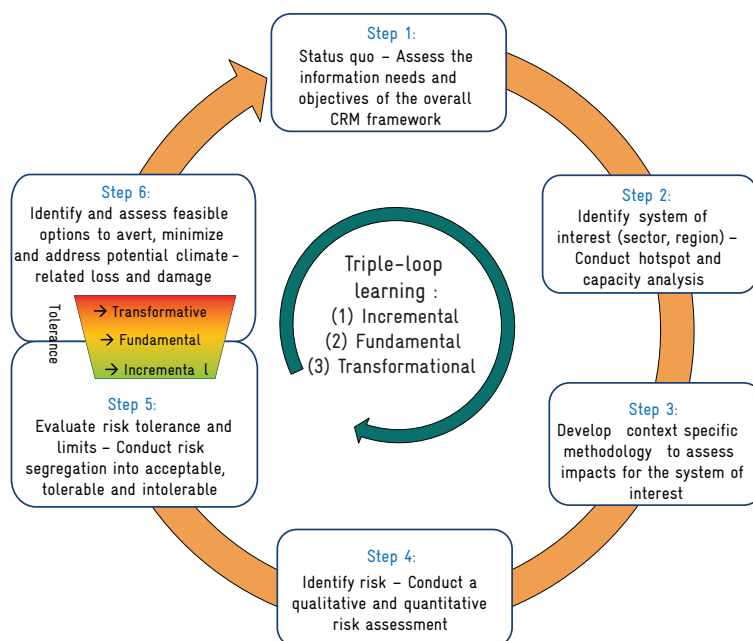 Step 1:
Status quo – Assess the
information needs and
objectives of the overall
CRM framework
Step 2:
Identify system of
interest (sector, region) –
Conduct hotspot and
capacity analysis
Step 3:
Develop context specific
methodology to assess
impacts for the system of
interest
Step 4:
Identify risk – Conduct a
qualitative and quantitative
risk assessment
Step 5:
Evaluate risk tolerance and
limits – Conduct risk
segregation into acceptable,
tolerable and intolerable
Step 6:
Identify and assess feasible
options to avert, minimize
and address potential climate-
related loss and damage
Tolerance
→ Transformative
→ Fundamental
→ Incrementa l
Triple-loop
learning :
(1) Incremental
(2) Fundamental
(3) Transformational